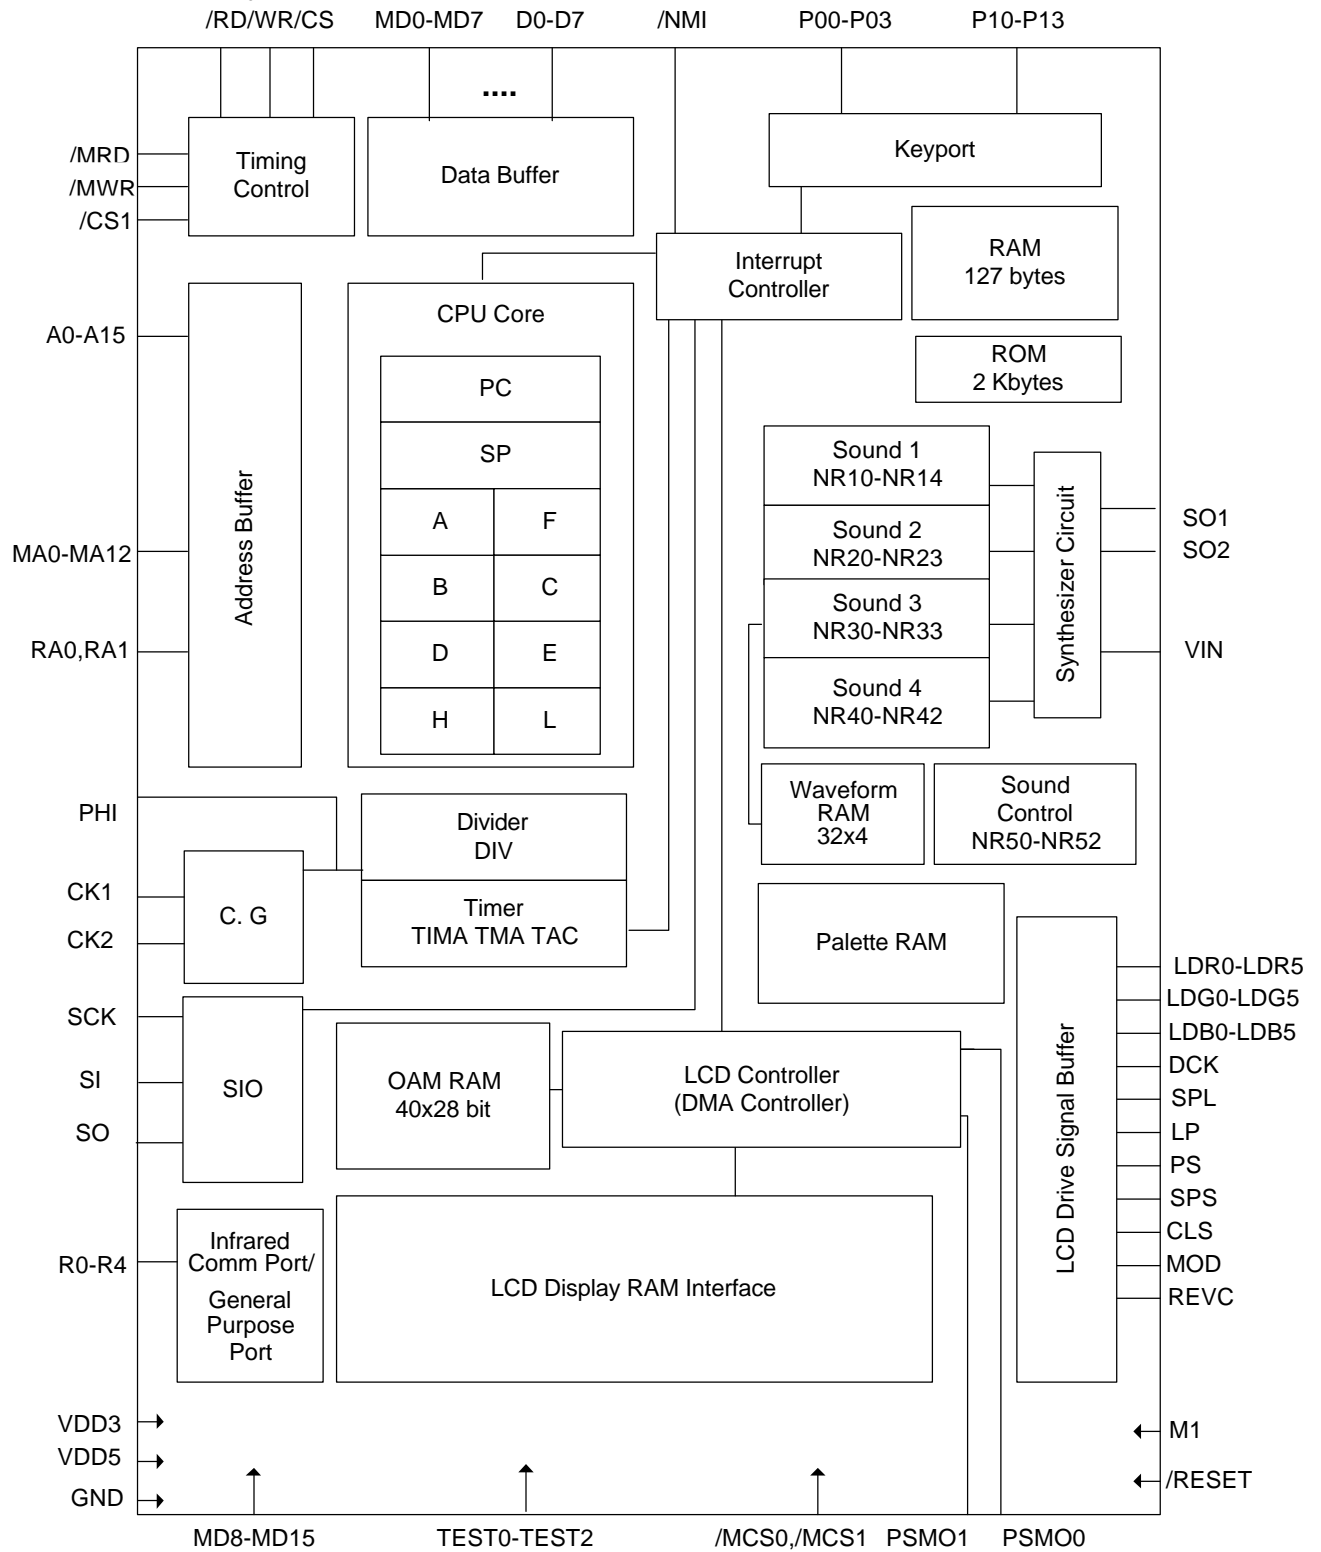 /RD/WR/CS MD0-MD7 D0-D7 /NMI P00-P03 P10-P13
....
/MRD
/MWR
/CS1
Timing
Control
Data Buffer
Keyport
Interrupt
Controller
RAM
127 bytes
ROM
2 Kbytes
A0-A15
MA0-MA12
RA0,RA1
Address Buffer
CPU Core
PC
SP
A F
B C
D E
H L
Sound 1
NR10-NR14
Sound 2
NR20-NR23
Sound 3
NR30-NR33
Sound 4
NR40-NR42
Synthesizer Circuit
SO1
SO2
VIN
Waveform
RAM
32x4
Sound
Control
NR50-NR52
PHI
CK1
CK2
C. G
Divider
DIV
Timer
TIMA TMA TAC
Palette RAM
SCK
SI
SO
SIO
OAM RAM
40x28 bit
LCD Controller
(DMA Controller)
LCD Drive Signal Buffer
LDR0-LDR5
LDG0-LDG5
LDB0-LDB5
DCK
SPL
LP
PS
SPS
CLS
MOD
REVC
R0-R4
Infrared
Comm Port/
General
Purpose
Port
LCD Display RAM Interface
VDD3
VDD5
GND
M1
/RESET
MD8-MD15 TEST0-TEST2 /MCS0,/MCS1 PSMO1 PSMO0